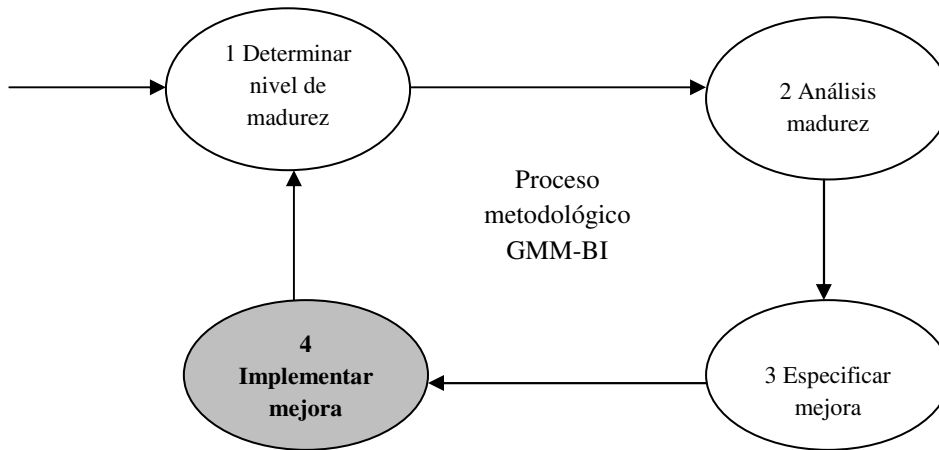 1 Determinar
nivel de
madurez
2 Análisis
madurez
Proceso
metodológico
GMM-BI
4
Implementar
mejora
3 Especificar
mejora